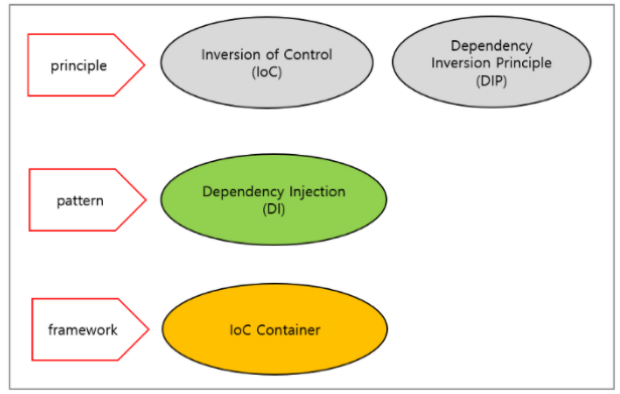 principle
Inversion of Control
(IoC)
Dependency
Inversion Principle
(DIP)
pattern
Dependency Injection
(DI)
framework
IoC Container